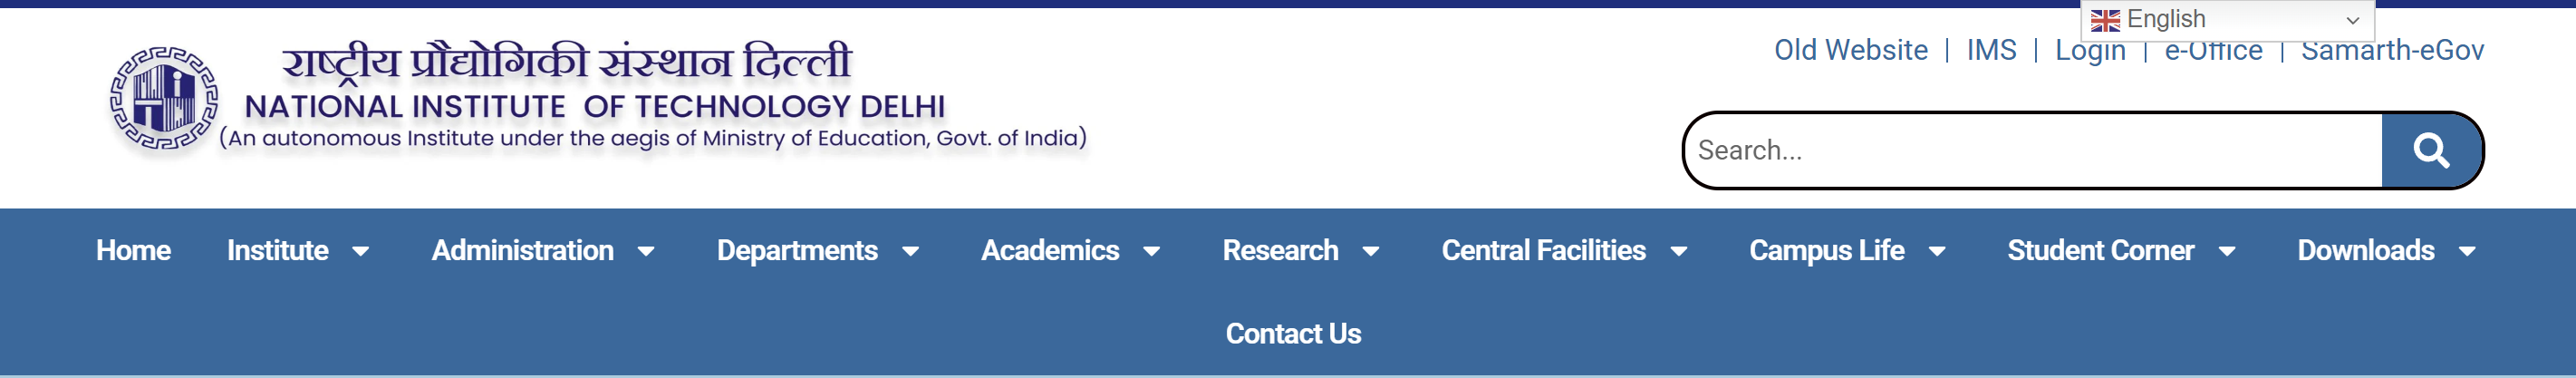 English
राष्ट्रीय प्रौद्योगिकी संस्थान दिल्ली
NATIONAL INSTITUTE OF TECHNOLOGY DELHI
(An autonomous Institute under the aegis of Ministry of Education, Govt. of India)
Old Website | IMS | Login | e-Office | Samarth-eGov
Search...
Home Institute Administration Departments Academics Research Central Facilities Campus Life Student Corner Downloads
Contact Us